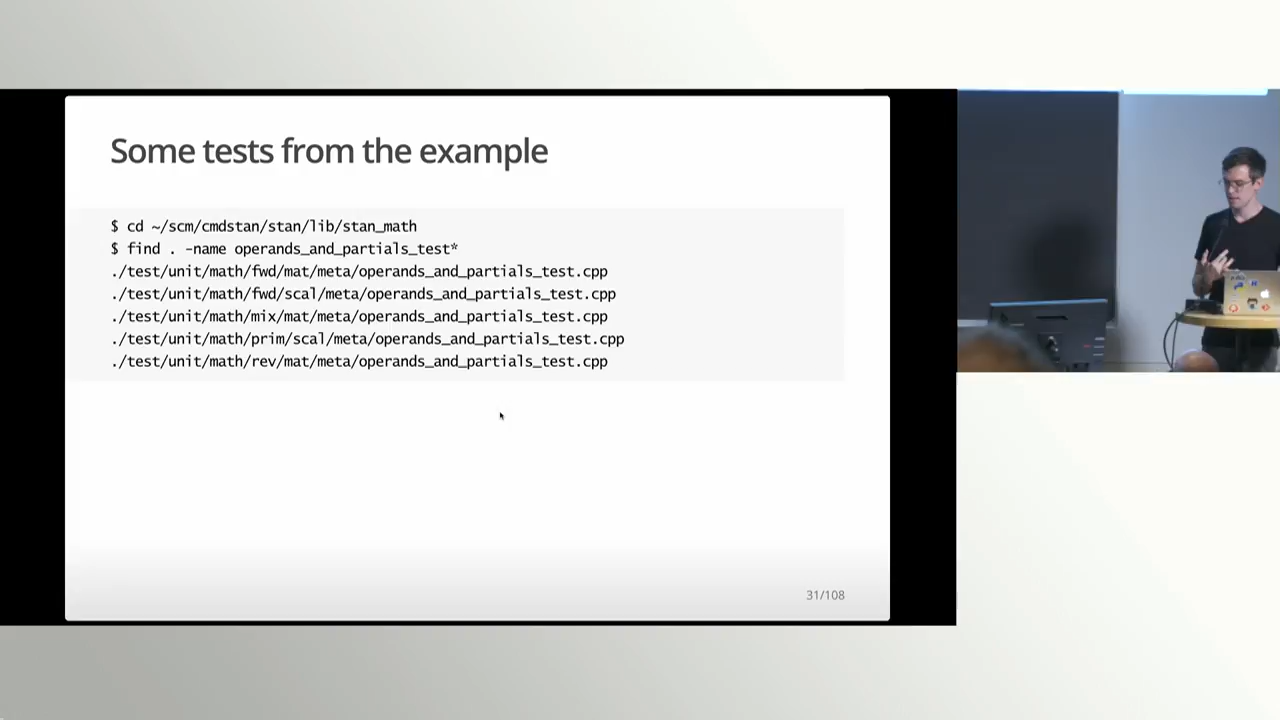 Some tests from the example
$ cd ~/scm/cmdstan/stan/lib/stan_math
$ find . -name operands_and_partials_test*
./test/unit/math/fwd/mat/meta/operands_and_partials_test.cpp
./test/unit/math/fwd/scal/meta/operands_and_partials_test.cpp
./test/unit/math/mix/mat/meta/operands_and_partials_test.cpp
./test/unit/math/prim/scal/meta/operands_and_partials_test.cpp
./test/unit/math/rev/mat/meta/operands_and_partials_test.cpp
31/108